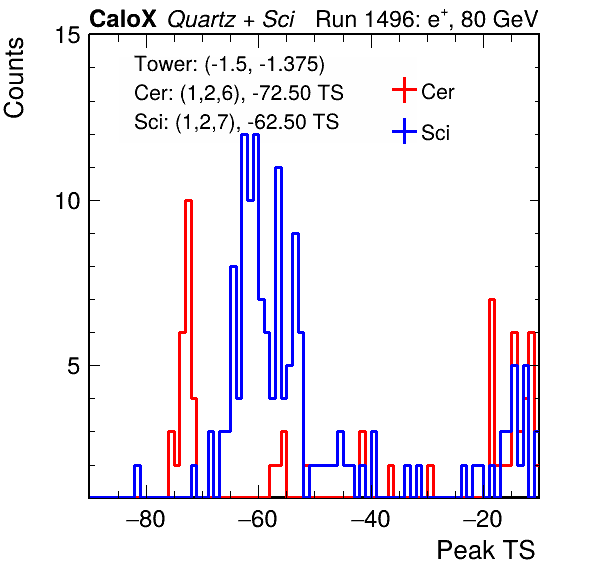 CaloX Quartz + Sci Run 1496: e⁺, 80 GeV
Counts
15
10
5
Tower: (-1.5, -1.375)
Cer: (1,2,6), -72.50 TS
Sci: (1,2,7), -62.50 TS
Cer
Sci
−80 −60 −40 −20
Peak TS